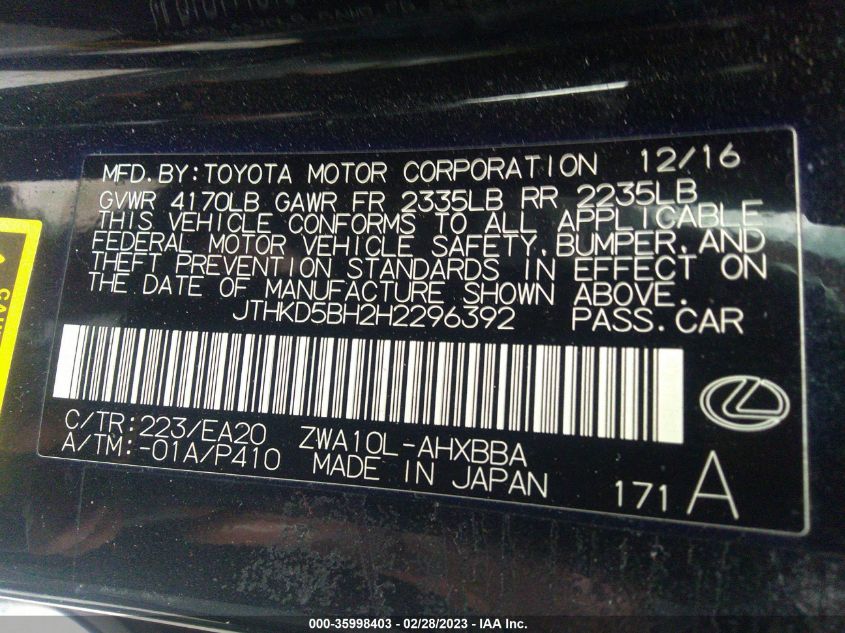 MFD.BY:TOYOTA MOTOR CORPORATION 12/16
GVWR 4170LB GAWR FR 2335LB RR 2235LB
THIS VEHICLE CONFORMS TO ALL APPLICABLE
FEDERAL MOTOR VEHICLE SAFETY,BUMPER,AND
THEFT PREVENTION STANDARDS IN EFFECT ON
THE DATE OF MANUFACTURE SHOWN ABOVE.
JTHKD5BH2H2296392 PASS.CAR
C/TR:223/EA20 ZWA10L-AHXBBA
A/TM:-01A/P410 MADE IN JAPAN
171 A
000-35998403 - 02/28/2023 - IAA Inc.